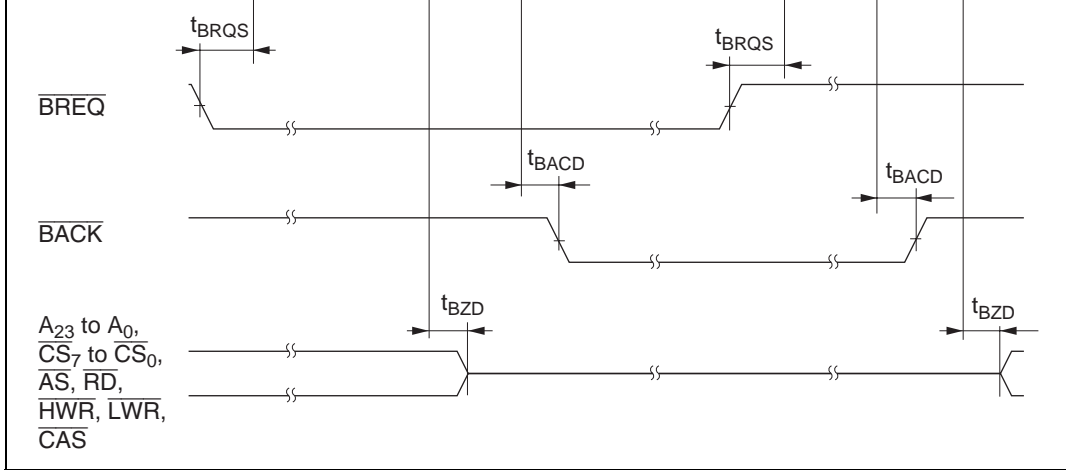 tBRQS
tBRQS
BREQ
tBACD
tBACD
BACK
tBZD
tBZD
A23 to A0,
CS7 to CS0,
AS, RD,
HWR, LWR,
CAS